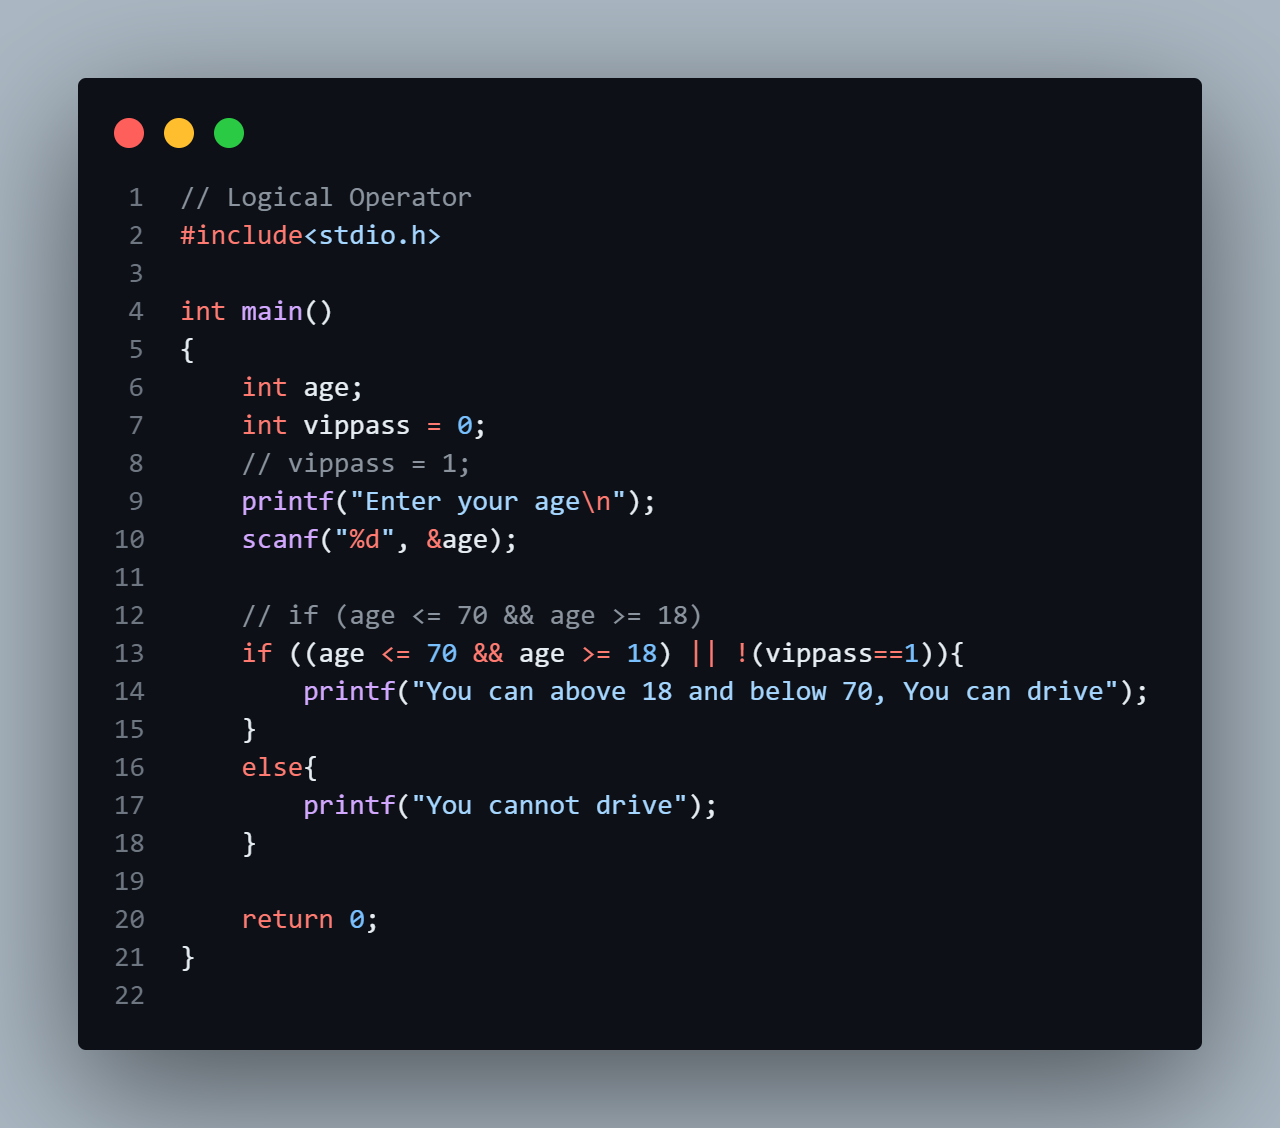 1 // Logical Operator
2 #include<stdio.h>
3
4 int main()
5 {
6     int age;
7     int vippass = 0;
8     // vippass = 1;
9     printf("Enter your age\n");
10     scanf("%d", &age);
11
12     // if (age <= 70 && age >= 18)
13     if ((age <= 70 && age >= 18) || !(vippass==1)){
14         printf("You can above 18 and below 70, You can drive");
15     }
16     else{
17         printf("You cannot drive");
18     }
19
20     return 0;
21 }
22